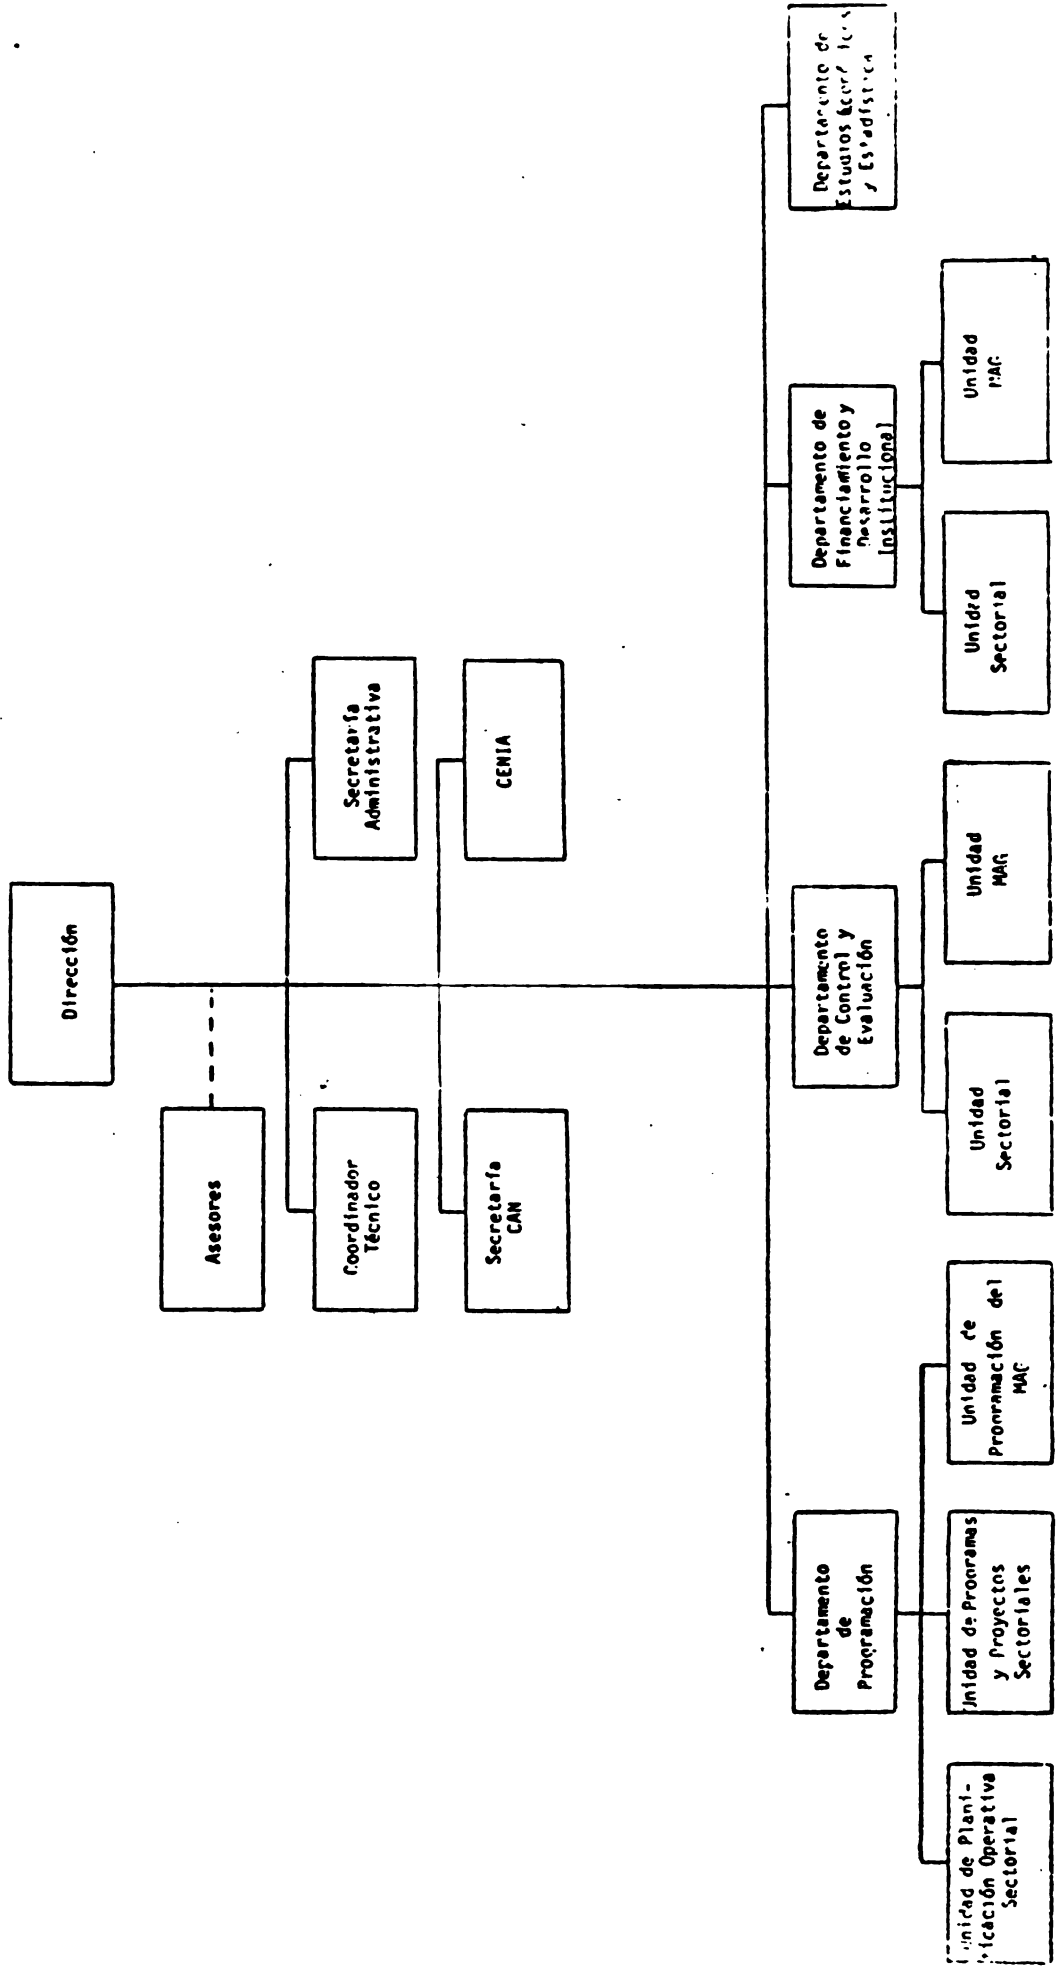 Dirección
Asesores
Coordinador
Técnico
Secretaría
Administrativa
Secretaría
CAN
CENIA
Departamento
de
Programación
Departamento
de Control y
Evaluación
Departamento de
Financiamiento y
Desarrollo
Institucional
Departamento de
Estudios
y Estadística
Unidad de Plani-
ficación Operativa
Sectorial
Unidad de Programas
y Proyectos
Sectoriales
Unidad de
Programación del
MAG
Unidad
Sectorial
Unidad
MAG
Unidad
Sectorial
Unidad
MAG